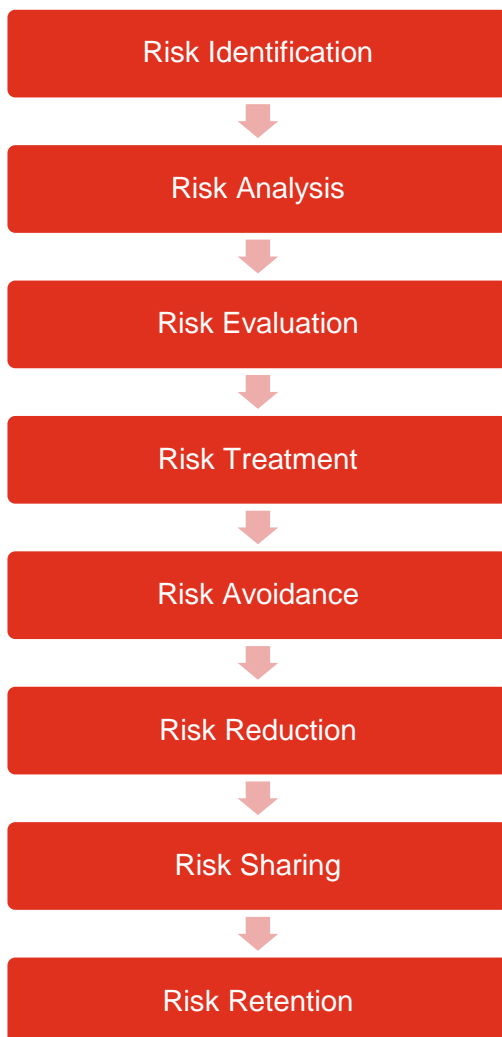 Risk Identification
Risk Analysis
Risk Evaluation
Risk Treatment
Risk Avoidance
Risk Reduction
Risk Sharing
Risk Retention